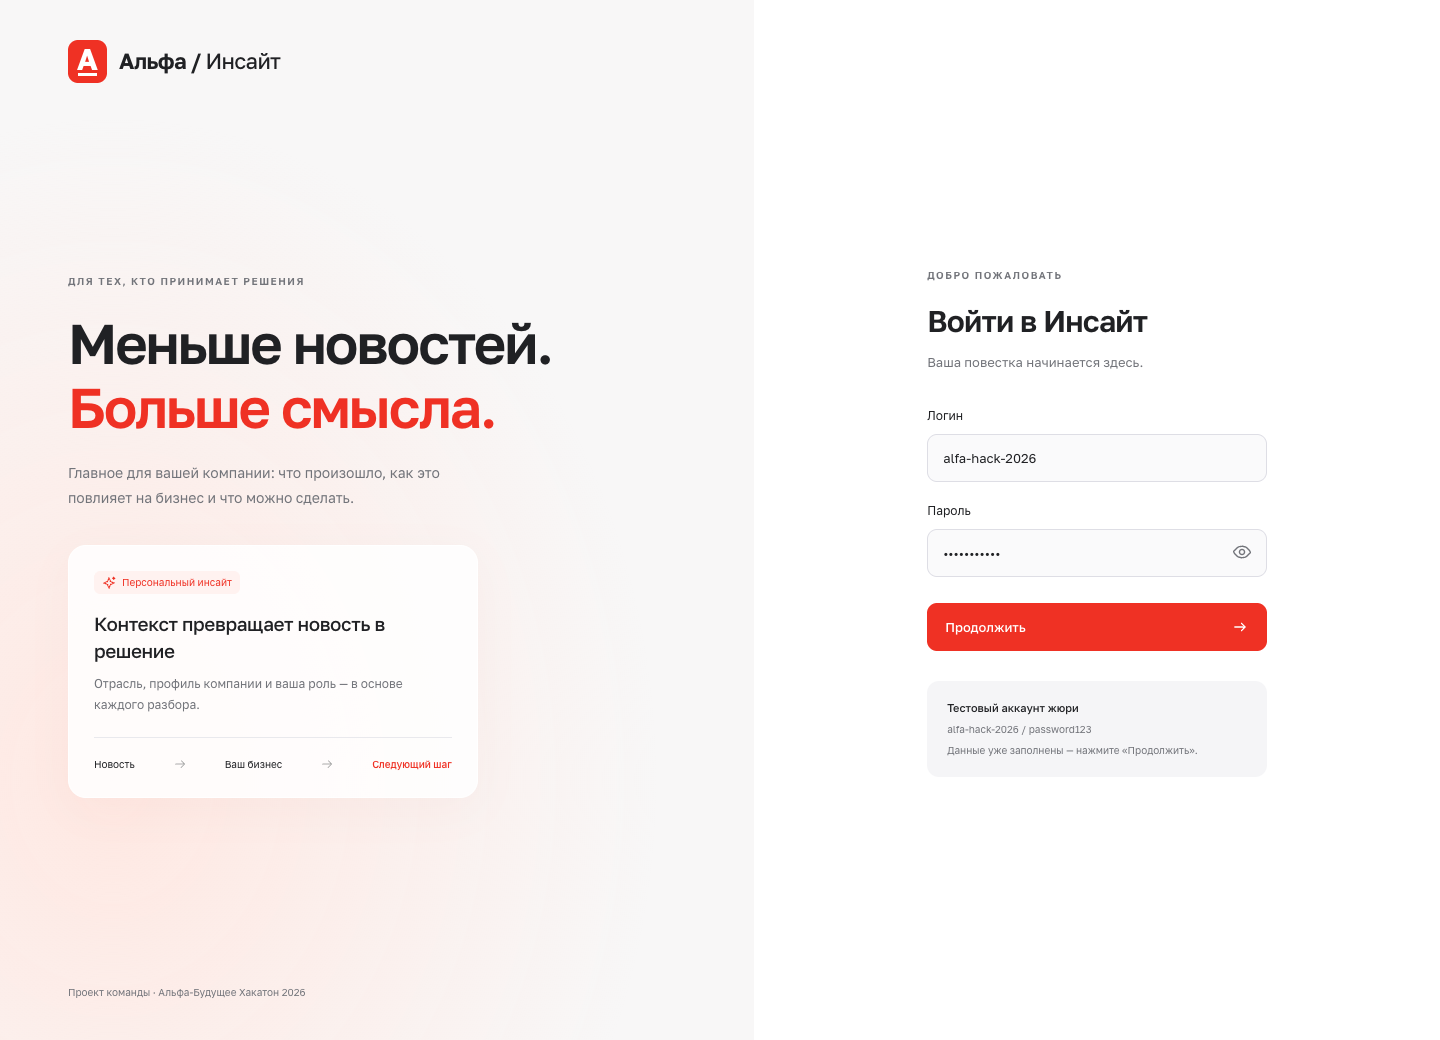 А Альфа / Инсайт
ДЛЯ ТЕХ, КТО ПРИНИМАЕТ РЕШЕНИЯ
Меньше новостей.
Больше смысла.
Главное для вашей компании: что произошло, как это
повлияет на бизнес и что можно сделать.
Персональный инсайт
Контекст превращает новость в
решение
Отрасль, профиль компании и ваша роль — в основе
каждого разбора.
Новость → Ваш бизнес → Следующий шаг
Проект команды · Альфа-Будущее Хакатон 2026
ДОБРО ПОЖАЛОВАТЬ
Войти в Инсайт
Ваша повестка начинается здесь.
Логин
alfa-hack-2026
Пароль
•••••••••••
Продолжить →
Тестовый аккаунт жюри
alfa-hack-2026 / password123
Данные уже заполнены — нажмите «Продолжить».